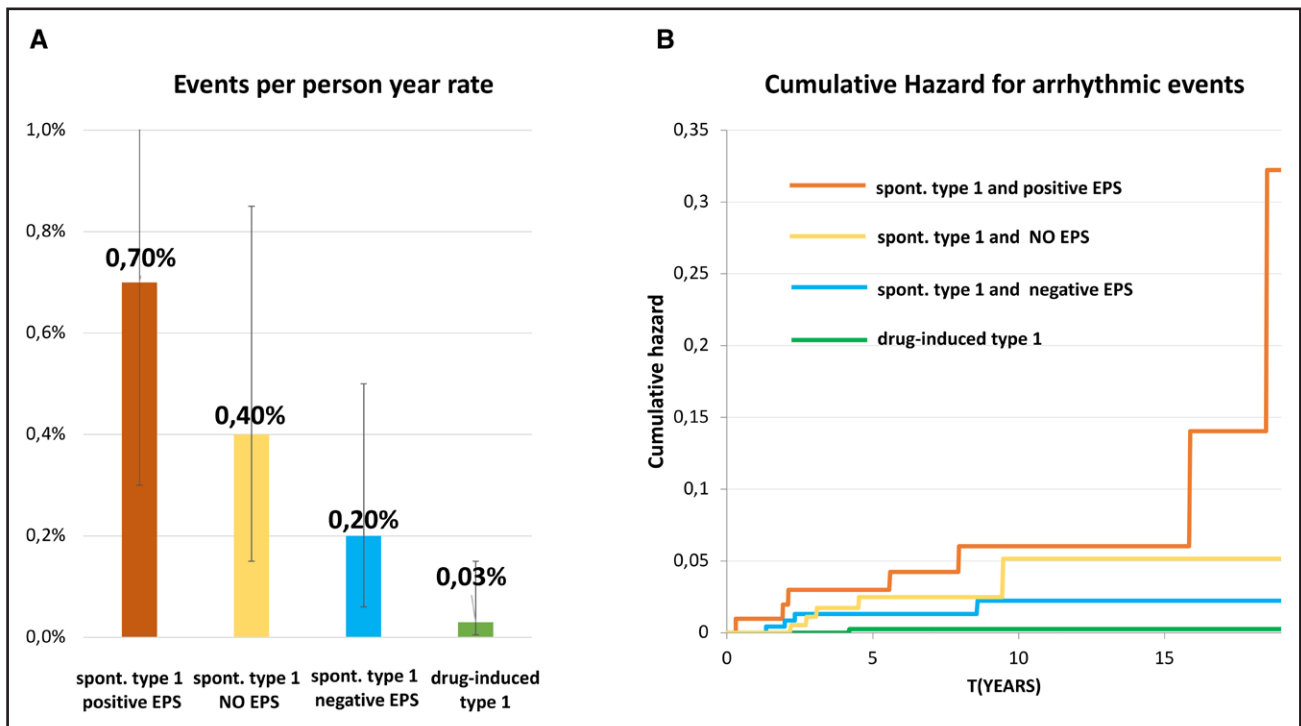 A
Events per person year rate
1,0%
0,8%
0,6%
0,4%
0,2%
0,0%
0,70%
0,40%
0,20%
0,03%
spont. type 1
positive EPS
spont. type 1
NO EPS
spont. type 1
negative EPS
drug-induced
type 1
B
Cumulative Hazard for arrhythmic events
Cumulative hazard
0,35
0,3
0,25
0,2
0,15
0,1
0,05
0
spont. type 1 and positive EPS
spont. type 1 and NO EPS
spont. type 1 and negative EPS
drug-induced type 1
0
5
10
15
T(YEARS)